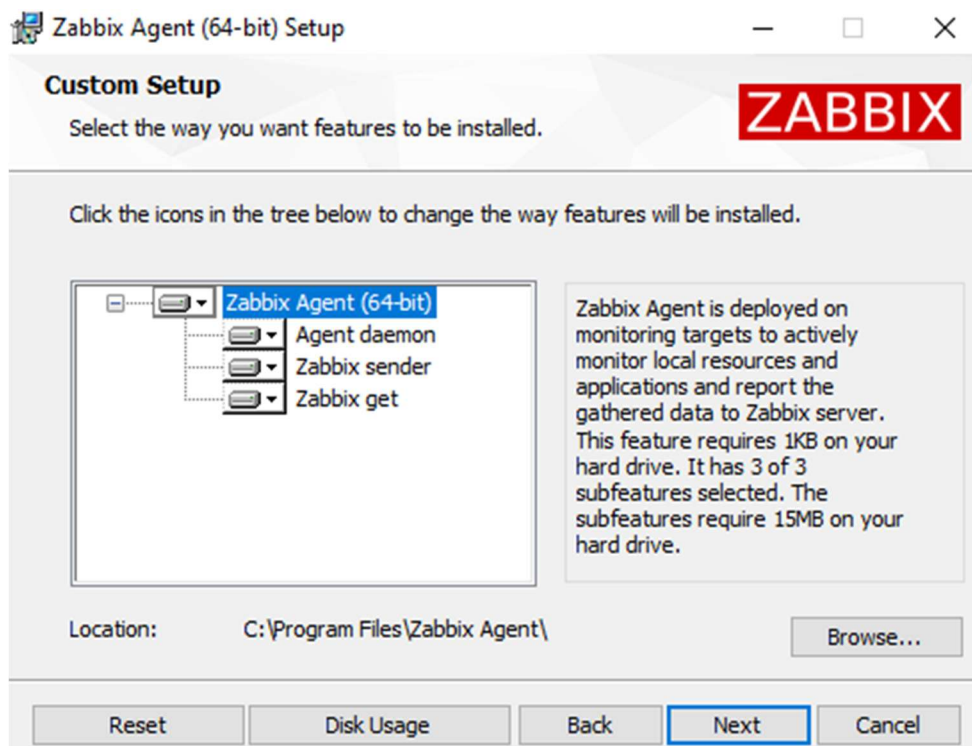 Zabbix Agent (64-bit) Setup
Custom Setup
Select the way you want features to be installed.
ZABBIX
Click the icons in the tree below to change the way features will be installed.
Zabbix Agent (64-bit)
Agent daemon
Zabbix sender
Zabbix get
Zabbix Agent is deployed on
monitoring targets to actively
monitor local resources and
applications and report the
gathered data to Zabbix server.
This feature requires 1KB on your
hard drive. It has 3 of 3
subfeatures selected. The
subfeatures require 15MB on your
hard drive.
Location: C:\Program Files\Zabbix Agent\
Browse...
Reset Disk Usage Back Next Cancel